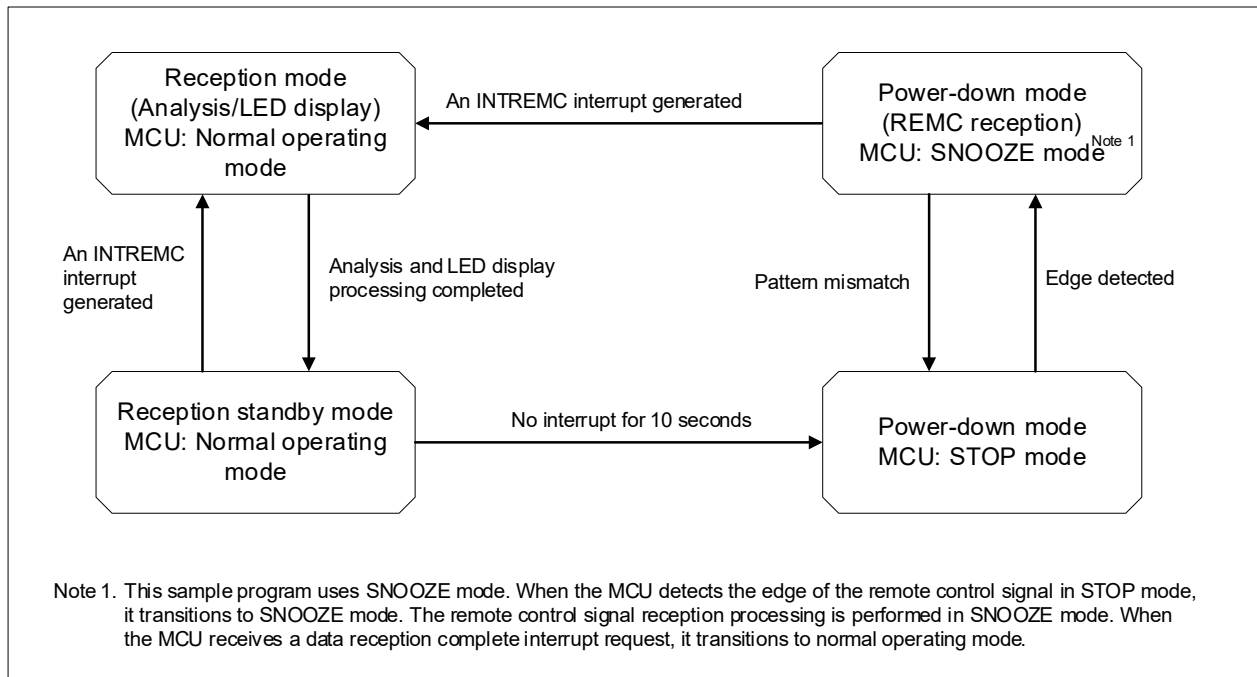 Reception mode
(Analysis/LED display)
MCU: Normal operating
mode
An INTREMC interrupt generated
Power-down mode
(REMC reception)
MCU: SNOOZE mode Note 1
An INTREMC
interrupt
generated
Analysis and LED display
processing completed
Pattern mismatch
Edge detected
Reception standby mode
MCU: Normal operating
mode
No interrupt for 10 seconds
Power-down mode
MCU: STOP mode
Note 1. This sample program uses SNOOZE mode. When the MCU detects the edge of the remote control signal in STOP mode,
it transitions to SNOOZE mode. The remote control signal reception processing is performed in SNOOZE mode. When
the MCU receives a data reception complete interrupt request, it transitions to normal operating mode.